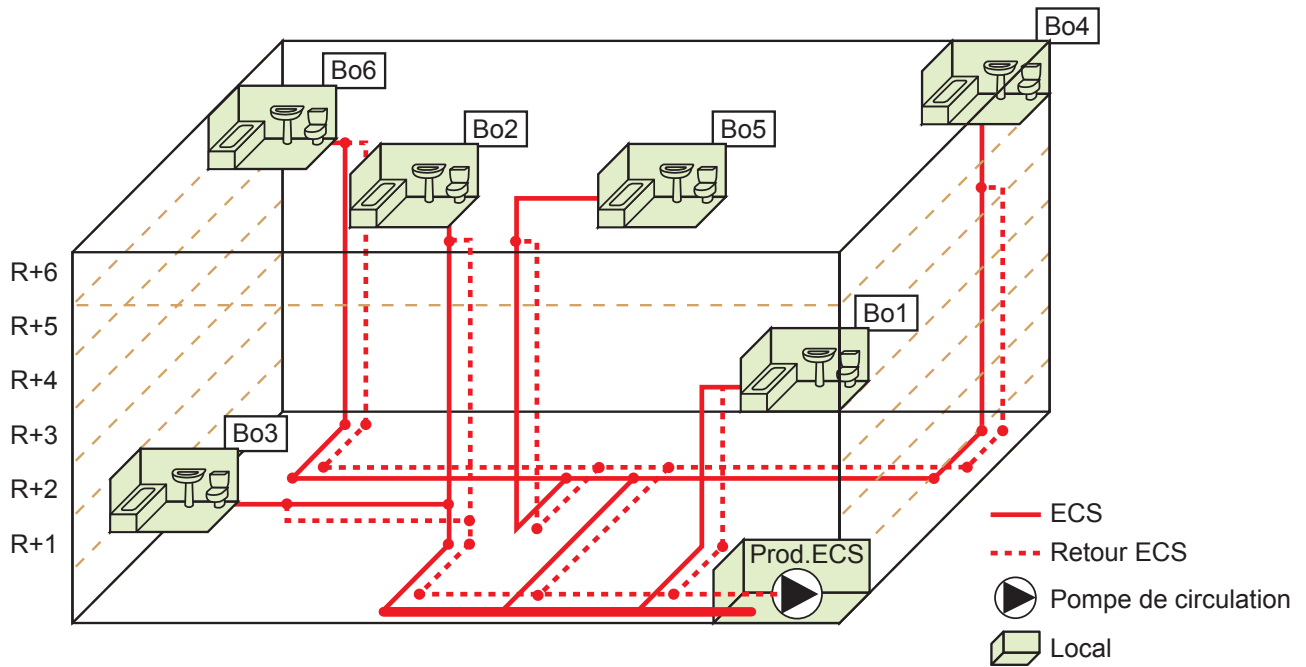 Bo4
Bo6
Bo2
Bo5
R+6
R+5
Bo1
R+4
R+3
Bo3
R+2
R+1
Prod.ECS
ECS
Retour ECS
Pompe de circulation
Local